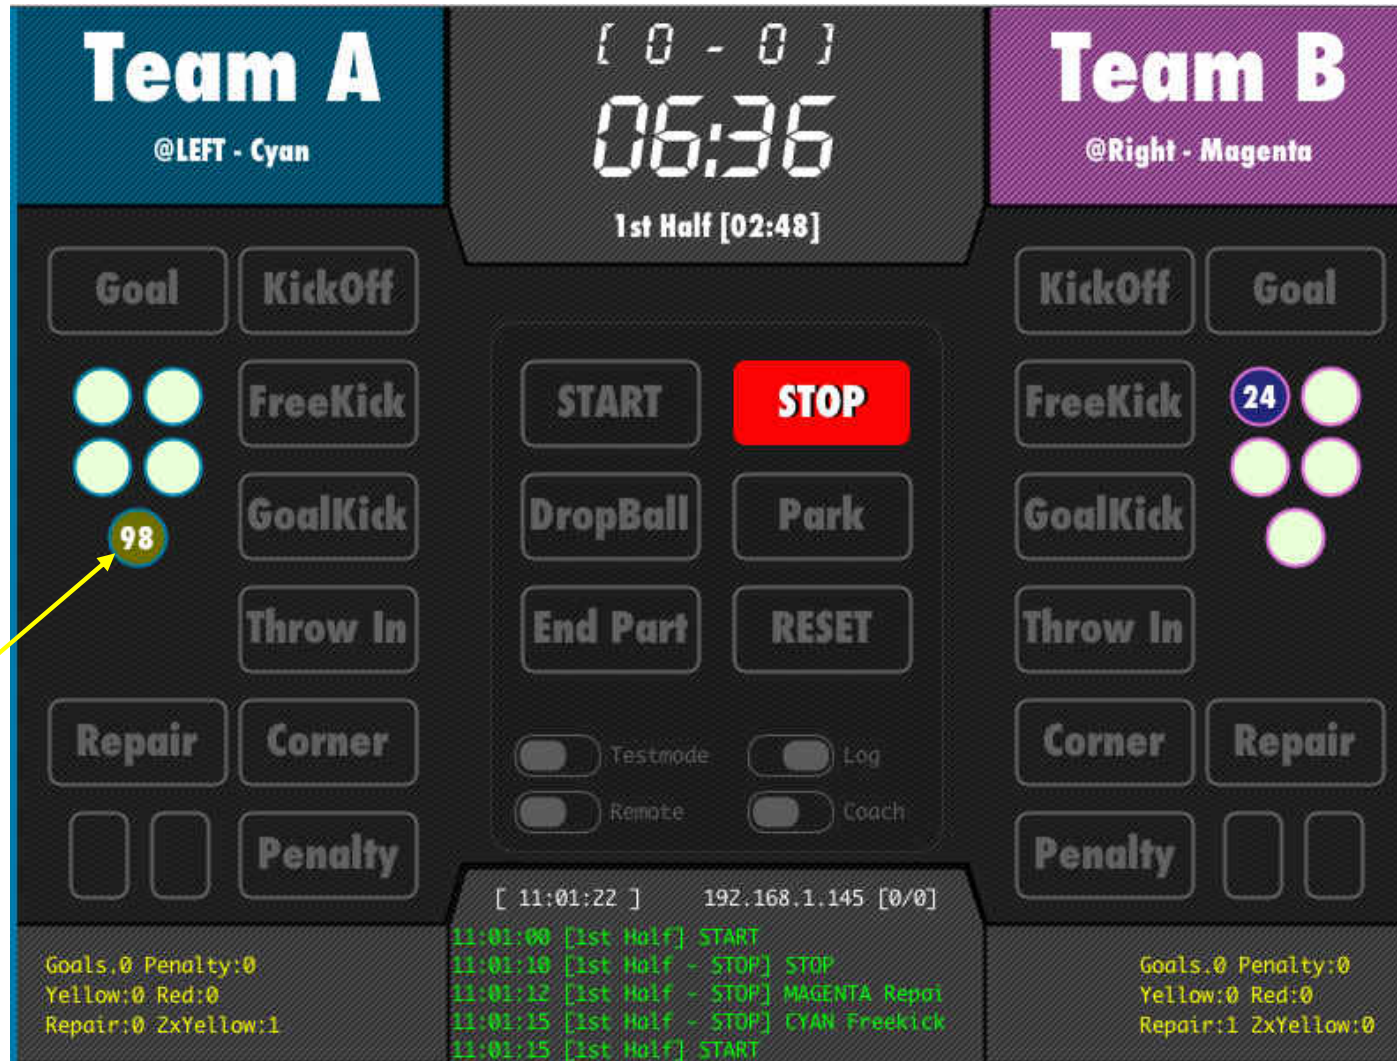 Team A
@LEFT - Cyan
[ 0 - 0 ]
06:36
1st Half [02:48]
Team B
@Right - Magenta
Goal
KickOff
FreeKick
GoalKick
98
Throw In
Repair
Corner
Penalty
START
STOP
DropBall
Park
End Part
RESET
Testmode
Log
Remote
Coach
KickOff
Goal
FreeKick
24
GoalKick
Throw In
Corner
Repair
Penalty
[ 11:01:22 ] 192.168.1.145 [0/0]
11:01:00 [1st Half] START
11:01:10 [1st Half - STOP] STOP
11:01:12 [1st Half - STOP] MAGENTA Repai
11:01:15 [1st Half - STOP] CYAN Freekick
11:01:15 [1st Half] START
Goals.0 Penalty:0
Yellow:0 Red:0
Repair:0 2xYellow:1
Goals.0 Penalty:0
Yellow:0 Red:0
Repair:1 2xYellow:0